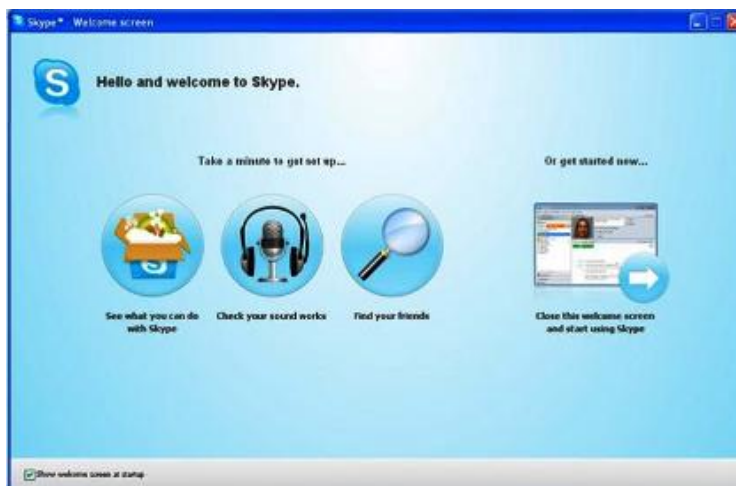 Skype™ Welcome screen
S
Hello and welcome to Skype.
Take a minute to get set up...
Or get started now...
S
See what you can do
with Skype
Check your sound works
Find your friends
Close this welcome screen
and start using Skype
Show welcome screen at startup